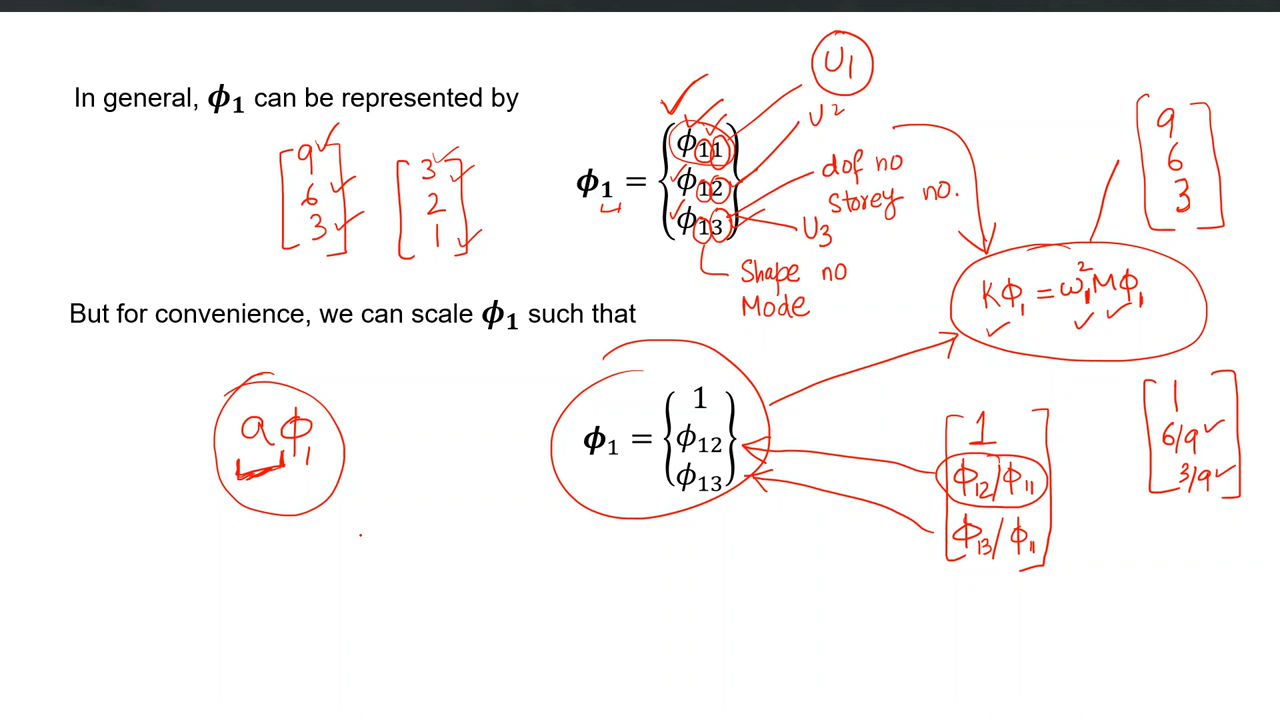 U1
In general, ϕ₁ can be represented by
[9 6 3]
[3 2 1]
ϕ₁ = {ϕ₁₁ ϕ₁₂ ϕ₁₃}
U2
dof no
Storey no.
U3
Shape no
Mode
[9 6 3]
Kϕ₁ = ω₁²Mϕ₁
But for convenience, we can scale ϕ₁ such that
aϕ₁
ϕ₁ = {1 ϕ₁₂ ϕ₁₃}
[1 ϕ₁₂/ϕ₁₁ ϕ₁₃/ϕ₁₁]
[1 6/9 3/9]